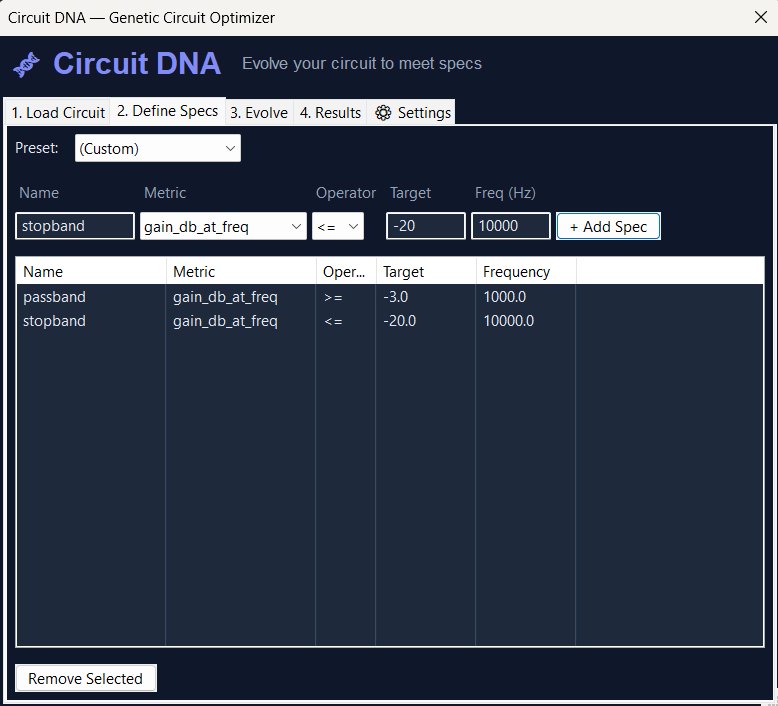 Circuit DNA — Genetic Circuit Optimizer
Circuit DNA Evolve your circuit to meet specs
1. Load Circuit 2. Define Specs 3. Evolve 4. Results Settings
Preset: (Custom)
Name Metric Operator Target Freq (Hz)
stopband gain_db_at_freq <= -20 10000 + Add Spec
Name Metric Oper... Target Frequency
passband gain_db_at_freq >= -3.0 1000.0
stopband gain_db_at_freq <= -20.0 10000.0
Remove Selected